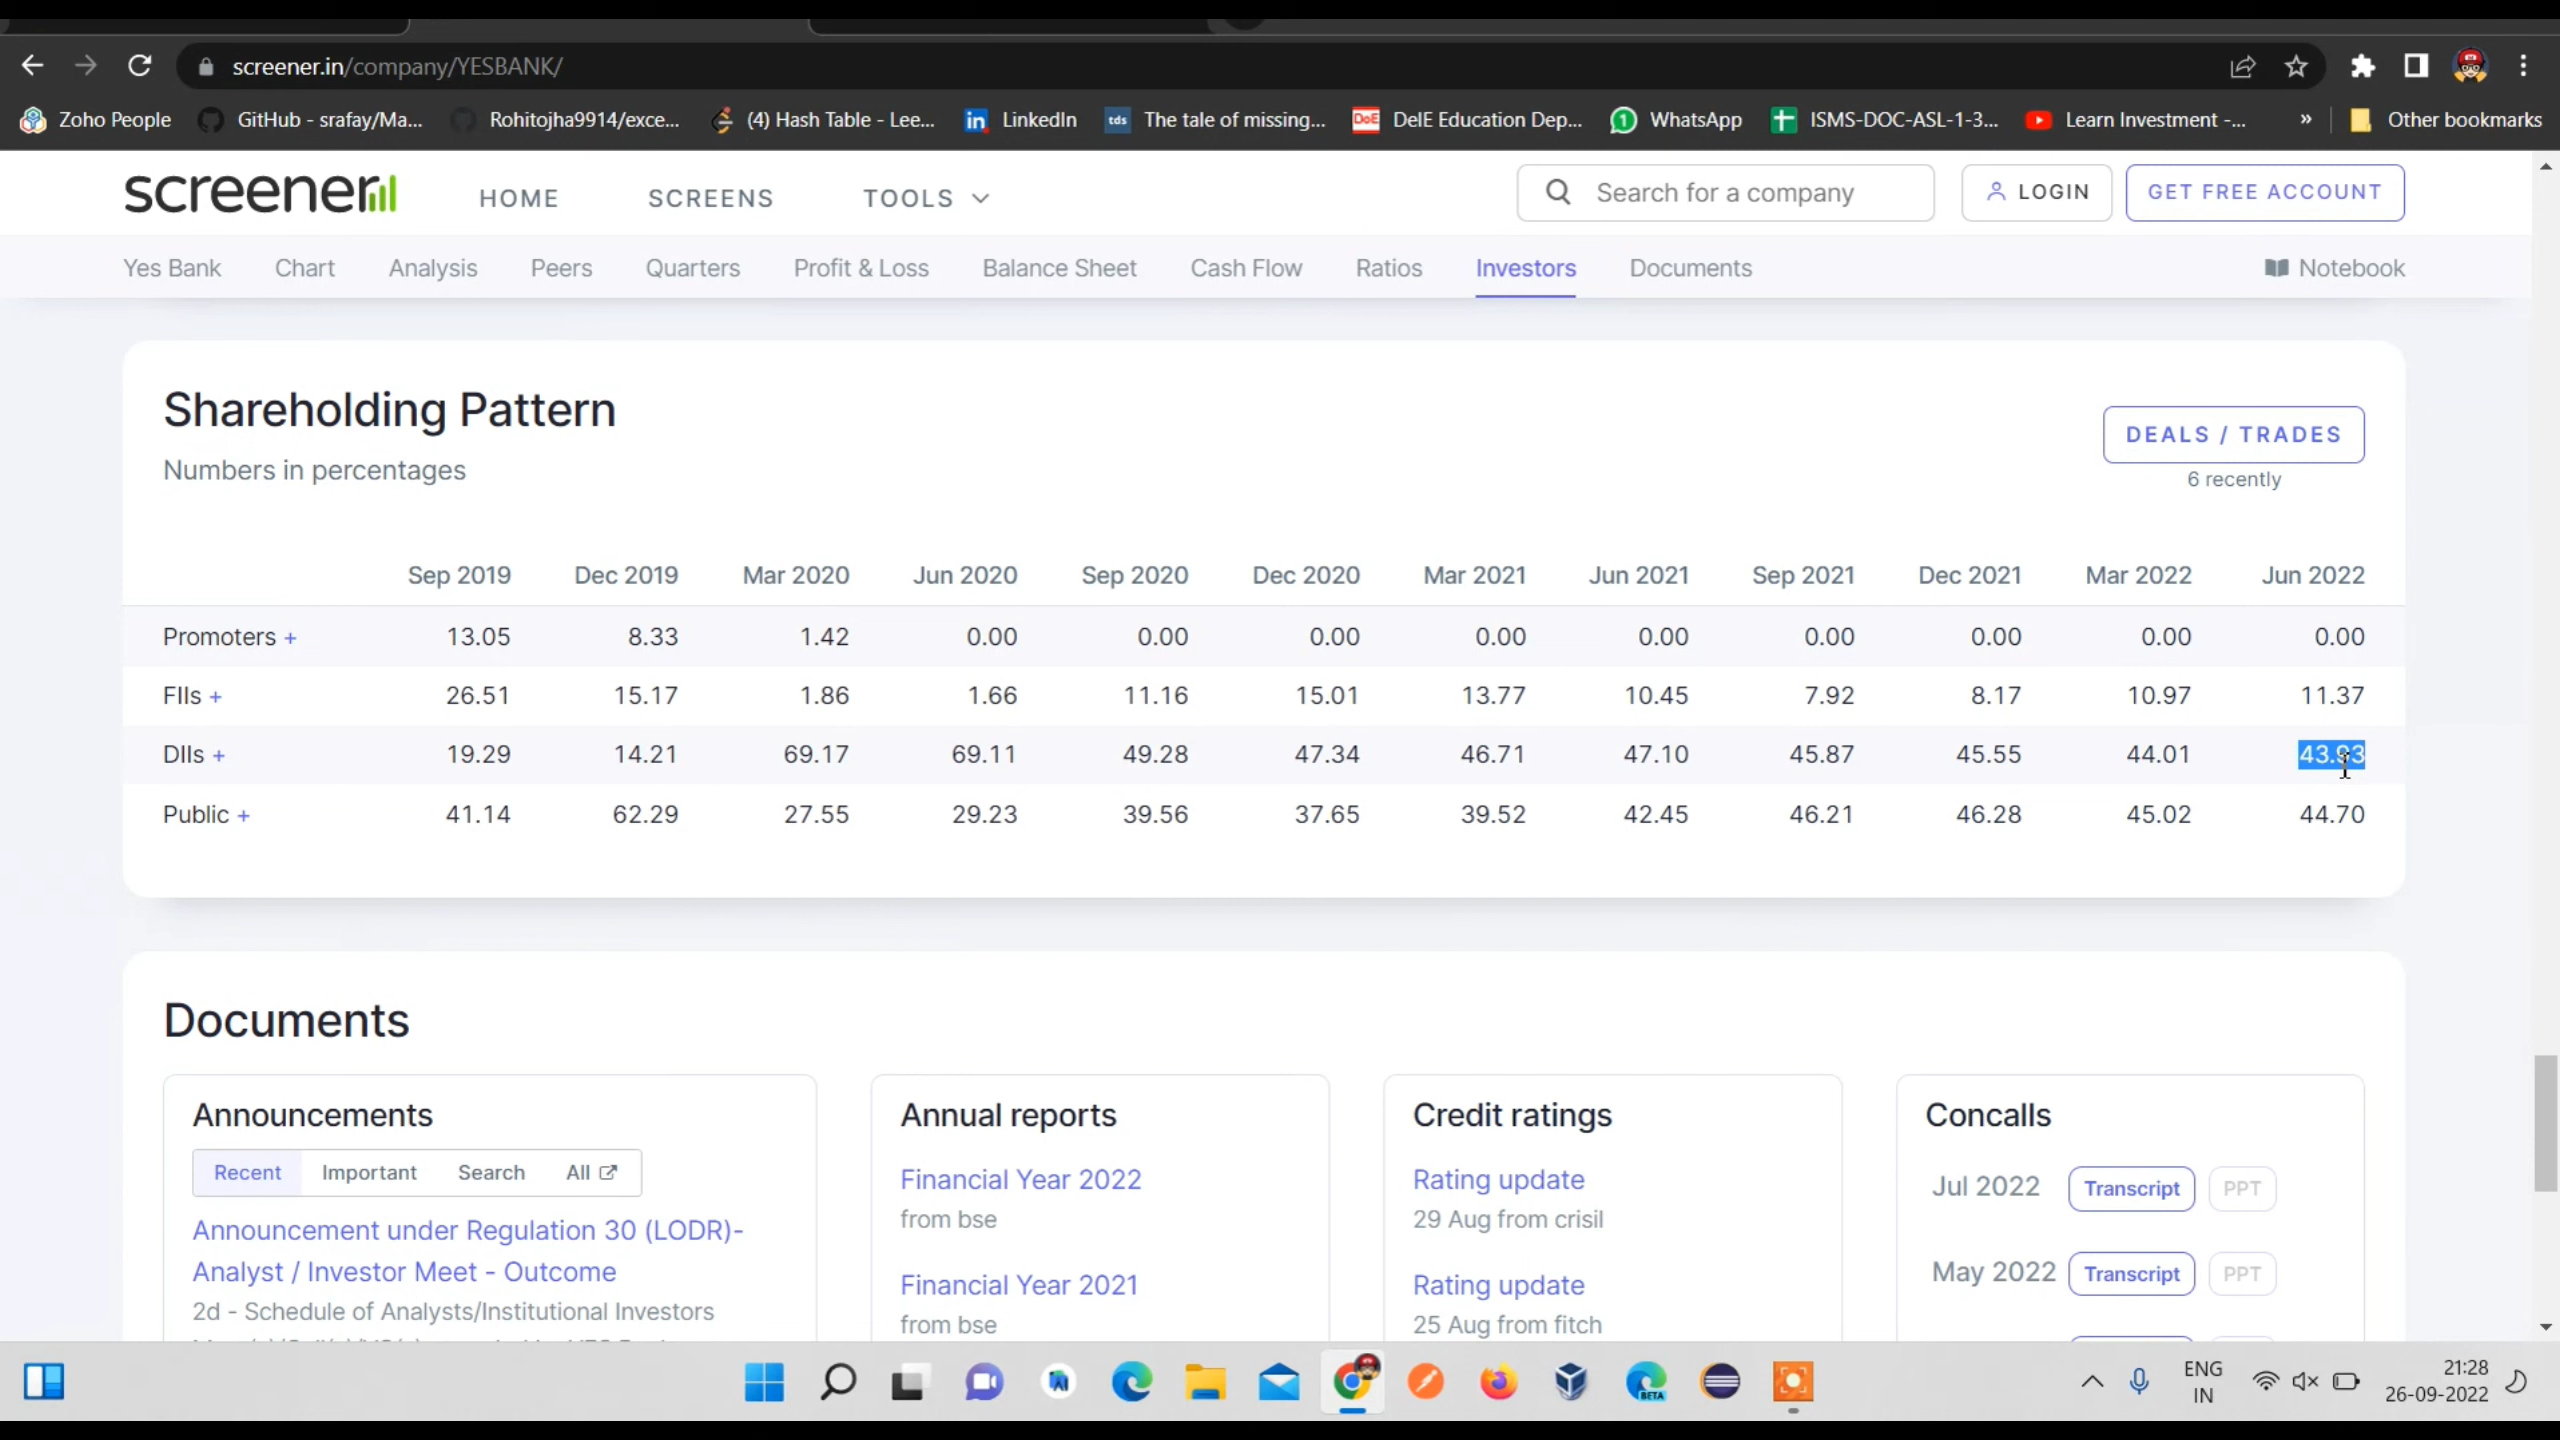 screener.in/company/YESBANK/
Zoho People GitHub - srafay/Ma... Rohitojha9914/exce... (4) Hash Table - Lee... in LinkedIn tds The tale of missing... DoE DelE Education Dep... 1 WhatsApp ISMS-DOC-ASL-1-3... Learn Investment -... » Other bookmarks
screener HOME SCREENS TOOLS Search for a company LOGIN GET FREE ACCOUNT
Yes Bank Chart Analysis Peers Quarters Profit & Loss Balance Sheet Cash Flow Ratios Investors Documents Notebook
Shareholding Pattern
DEALS / TRADES
Numbers in percentages
6 recently
Sep 2019 Dec 2019 Mar 2020 Jun 2020 Sep 2020 Dec 2020 Mar 2021 Jun 2021 Sep 2021 Dec 2021 Mar 2022 Jun 2022
Promoters + 13.05 8.33 1.42 0.00 0.00 0.00 0.00 0.00 0.00 0.00 0.00 0.00
FIIs + 26.51 15.17 1.86 1.66 11.16 15.01 13.77 10.45 7.92 8.17 10.97 11.37
DIIs + 19.29 14.21 69.17 69.11 49.28 47.34 46.71 47.10 45.87 45.55 44.01 43.93
Public + 41.14 62.29 27.55 29.23 39.56 37.65 39.52 42.45 46.21 46.28 45.02 44.70
Documents
Announcements
Recent Important Search All
Announcement under Regulation 30 (LODR)-
Analyst / Investor Meet - Outcome
2d - Schedule of Analysts/Institutional Investors
Annual reports
Financial Year 2022
from bse
Financial Year 2021
from bse
Credit ratings
Rating update
29 Aug from crisil
Rating update
25 Aug from fitch
Concalls
Jul 2022 Transcript PPT
May 2022 Transcript PPT
BETA
ENG
IN
21:28
26-09-2022